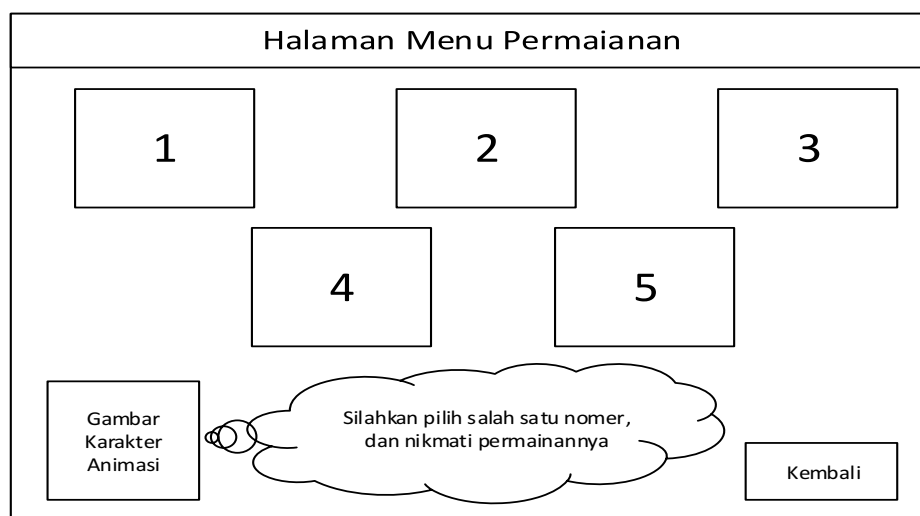 Halaman Menu Permaianan
1
2
3
4
5
Gambar
Karakter
Animasi
Silahkan pilih salah satu nomer,
dan nikmati permainannya
Kembali